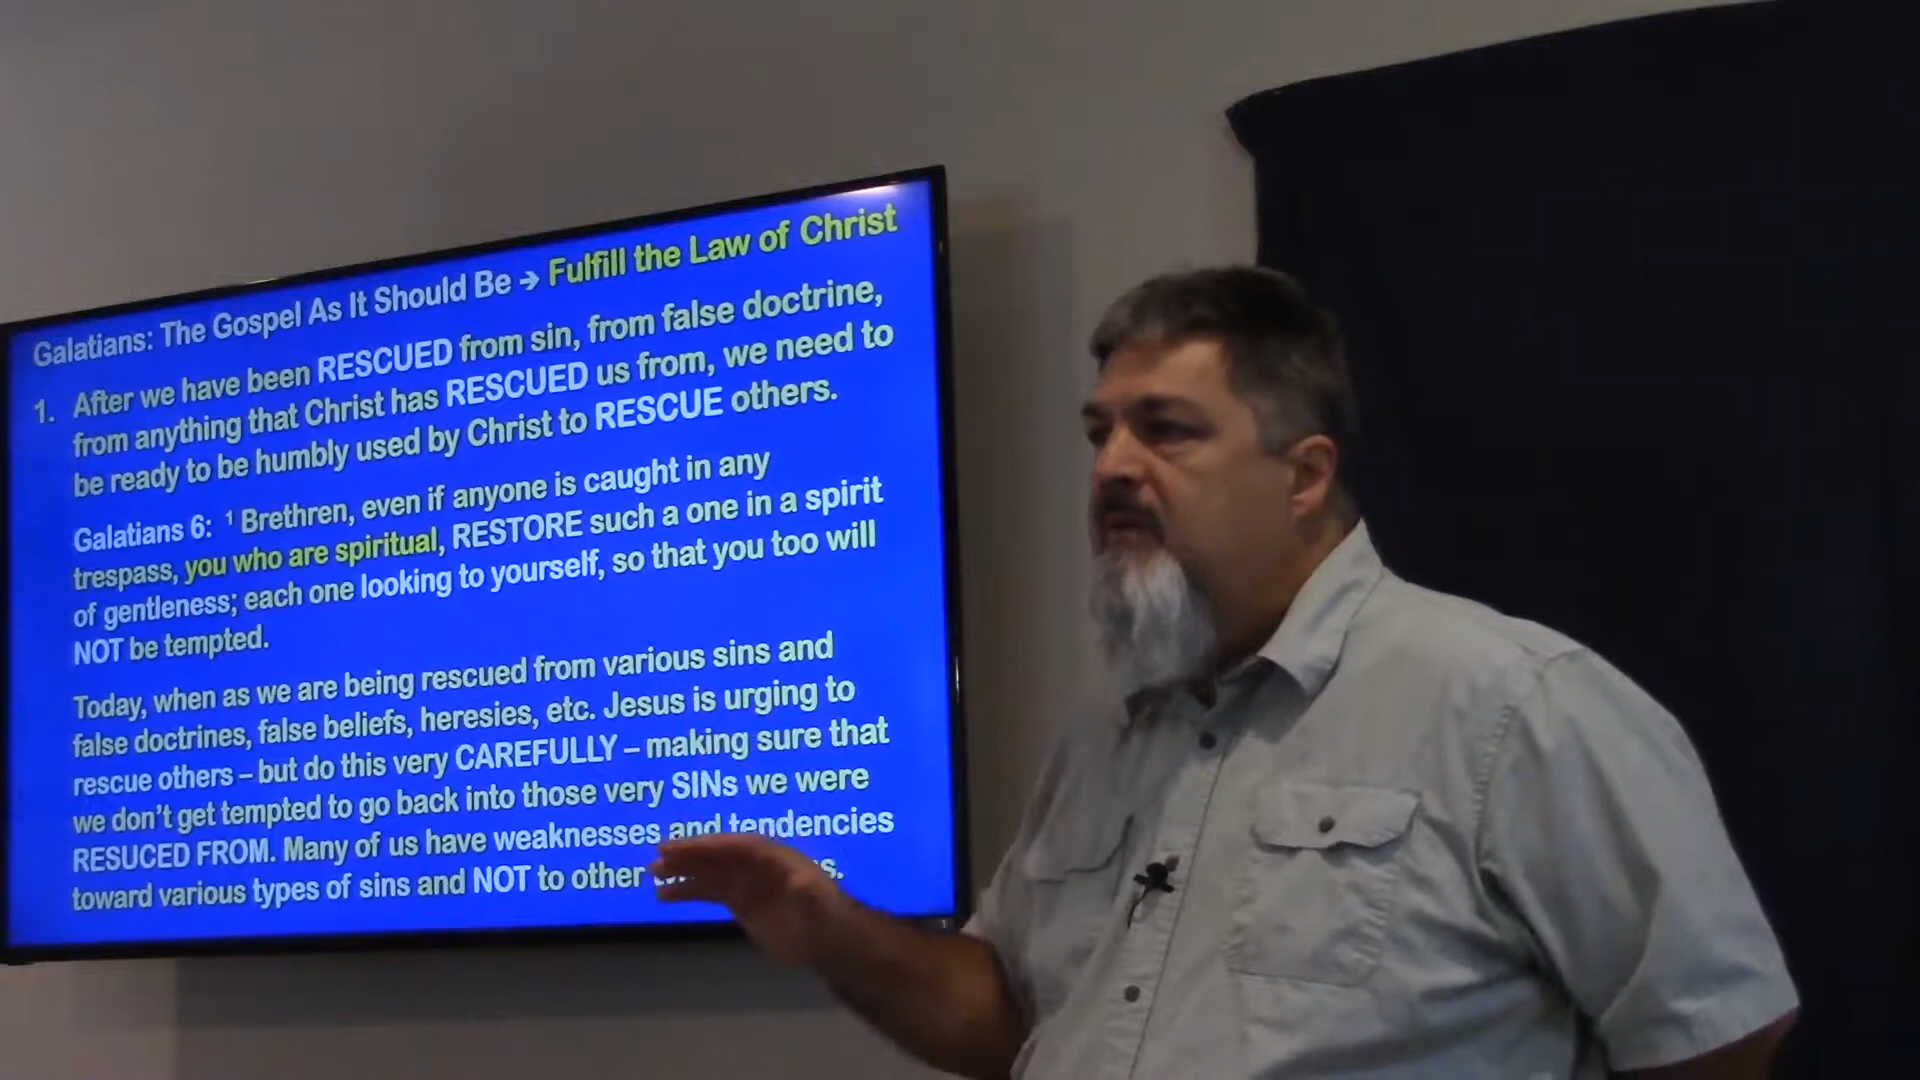 Galatians: The Gospel As It Should Be → Fulfill the Law of Christ
1. After we have been RESCUED from sin, from false doctrine,
from anything that Christ has RESCUED us from, we need to
be ready to be humbly used by Christ to RESCUE others.
Galatians 6: ¹ Brethren, even if anyone is caught in any
trespass, you who are spiritual, RESTORE such a one in a spirit
of gentleness; each one looking to yourself, so that you too will
NOT be tempted.
Today, when as we are being rescued from various sins and
false doctrines, false beliefs, heresies, etc. Jesus is urging to
rescue others – but do this very CAREFULLY – making sure that
we don't get tempted to go back into those very SINs we were
RESUCED FROM. Many of us have weaknesses and tendencies
toward various types of sins and NOT to other